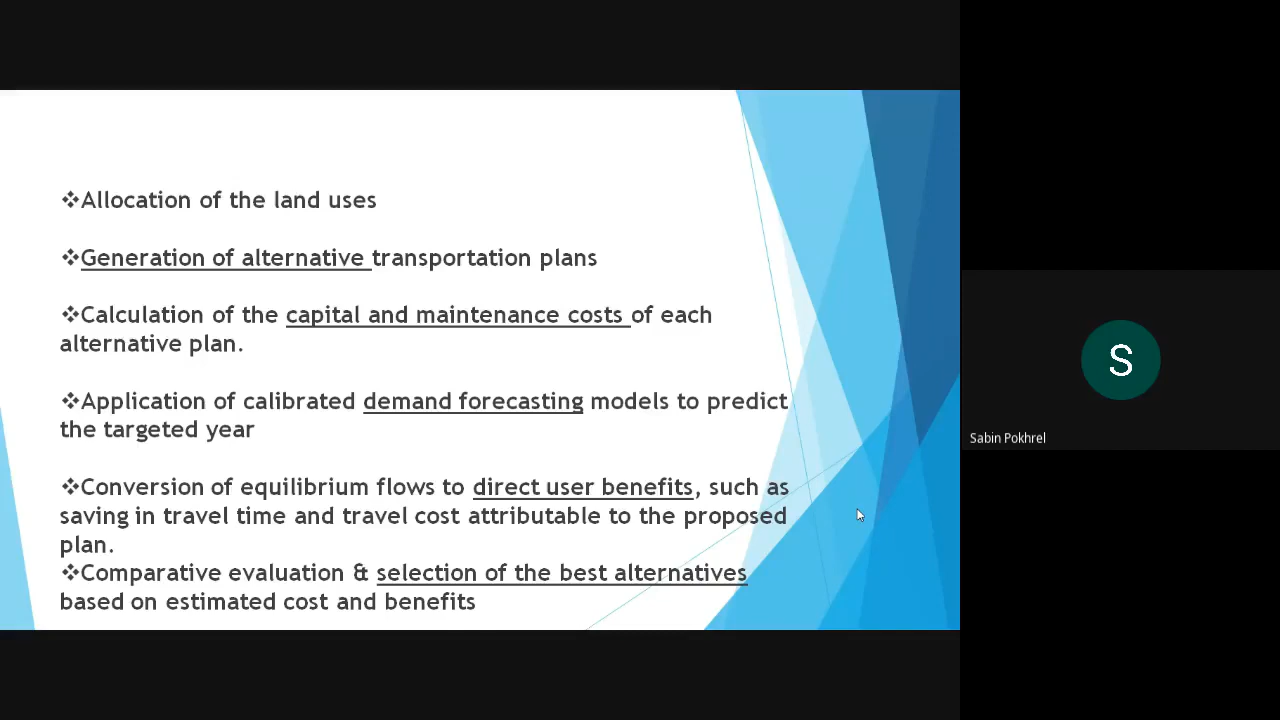 ❖Allocation of the land uses
❖Generation of alternative transportation plans
❖Calculation of the capital and maintenance costs of each
alternative plan.
❖Application of calibrated demand forecasting models to predict
the targeted year
❖Conversion of equilibrium flows to direct user benefits, such as
saving in travel time and travel cost attributable to the proposed
plan.
❖Comparative evaluation & selection of the best alternatives
based on estimated cost and benefits
S
Sabin Pokhrel